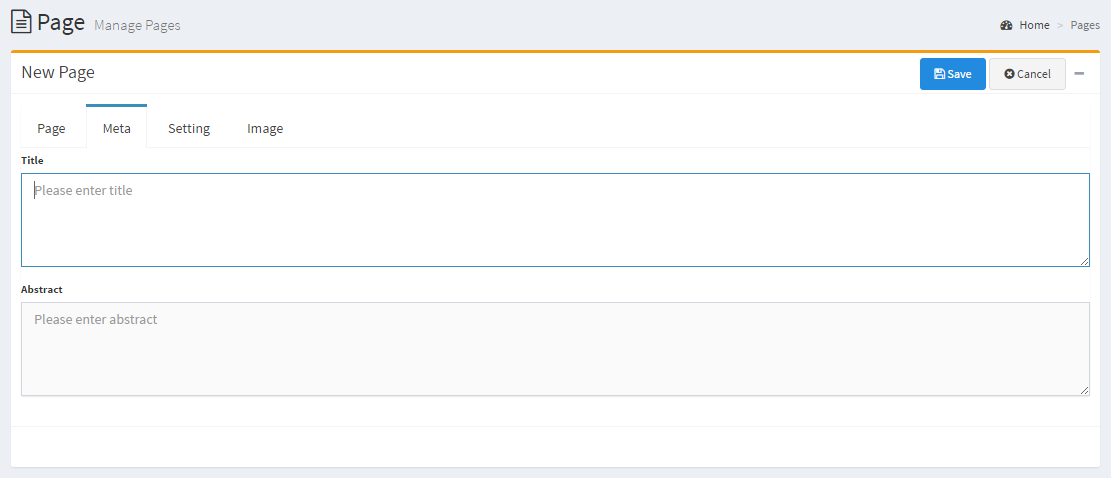 Page Manage Pages
Home > Pages
New Page
Save
Cancel
Page
Meta
Setting
Image
Title
Please enter title
Abstract
Please enter abstract